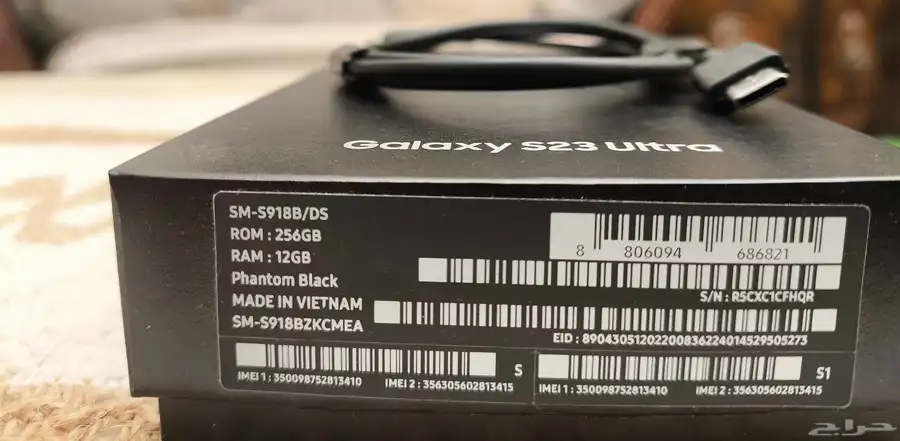 Galaxy S23 Ultra
SM-S918B/DS
ROM : 256GB
RAM : 12GB
Phantom Black
MADE IN VIETNAM
SM-S918BZKCMEA
8 806094 686821
S/N : R5CXC1CFHQR
EID : 89043051202200836224014529505273
S
IMEI 1 : 350098752813410 IMEI 2 : 356305602813415
S1
IMEI 1 : 350098752813410 IMEI 2 : 356305602813415
حراج